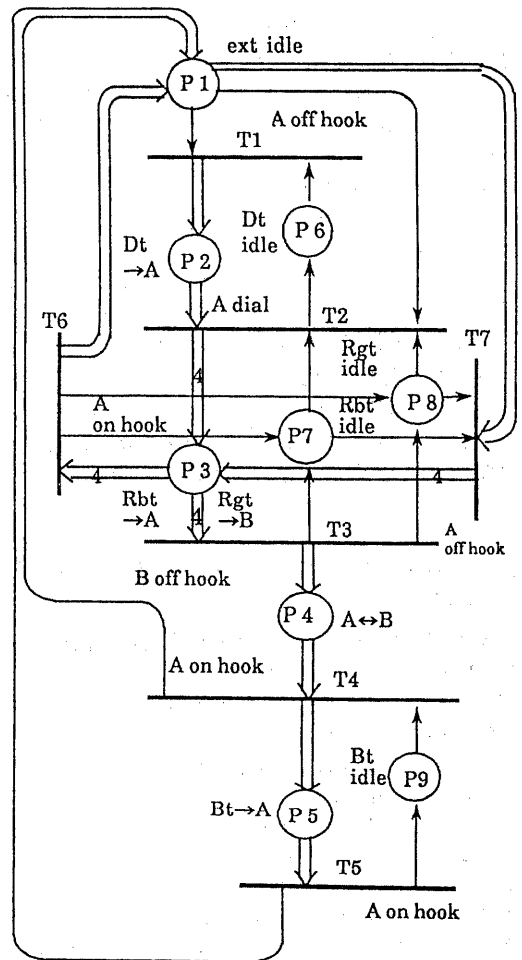 ext idle
P 1
A off hook
T1
Dt
→A
P 2
Dt
idle
P 6
A dial
T6
T2
T7
4
Rgt
idle
P 8
A
on hook
Rbt
idle
P7
4
P 3
4
Rbt
→A
4
Rgt
→B
T3
A
off hook
B off hook
P 4
A↔B
A on hook
T4
Bt
idle
P9
Bt→A
P 5
T5
A on hook